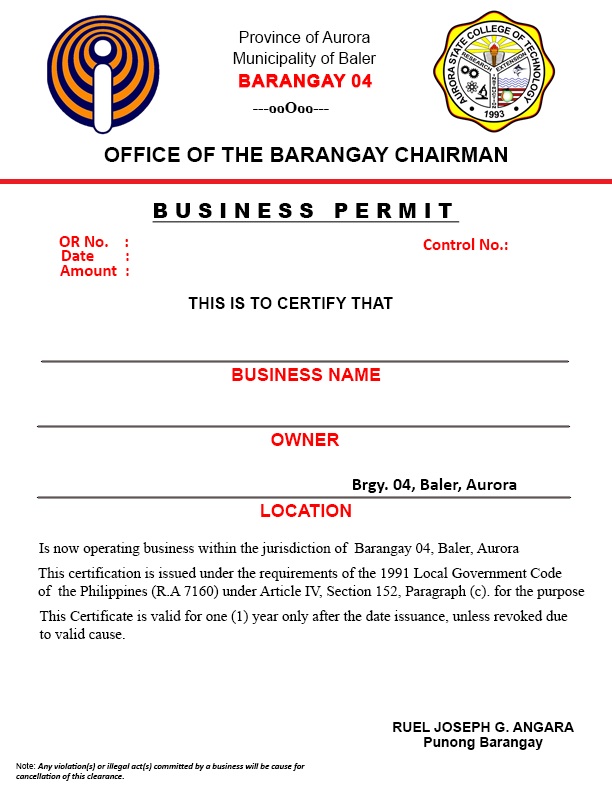 Province of Aurora
Municipality of Baler
BARANGAY 04
---ooOoo---
AURORA STATE COLLEGE OF TECHNOLOGY
RESEARCH EXTENSION
INSTRUCTION PRODUCTION
1993
OFFICE OF THE BARANGAY CHAIRMAN
BUSINESS PERMIT
OR No. :
Control No.:
Date :
Amount :
THIS IS TO CERTIFY THAT
BUSINESS NAME
OWNER
Brgy. 04, Baler, Aurora
LOCATION
Is now operating business within the jurisdiction of Barangay 04, Baler, Aurora
This certification is issued under the requirements of the 1991 Local Government Code
of the Philippines (R.A 7160) under Article IV, Section 152, Paragraph (c). for the purpose
This Certificate is valid for one (1) year only after the date issuance, unless revoked due
to valid cause.
RUEL JOSEPH G. ANGARA
Punong Barangay
Note: Any violation(s) or illegal act(s) committed by a business will be cause for
cancellation of this clearance.